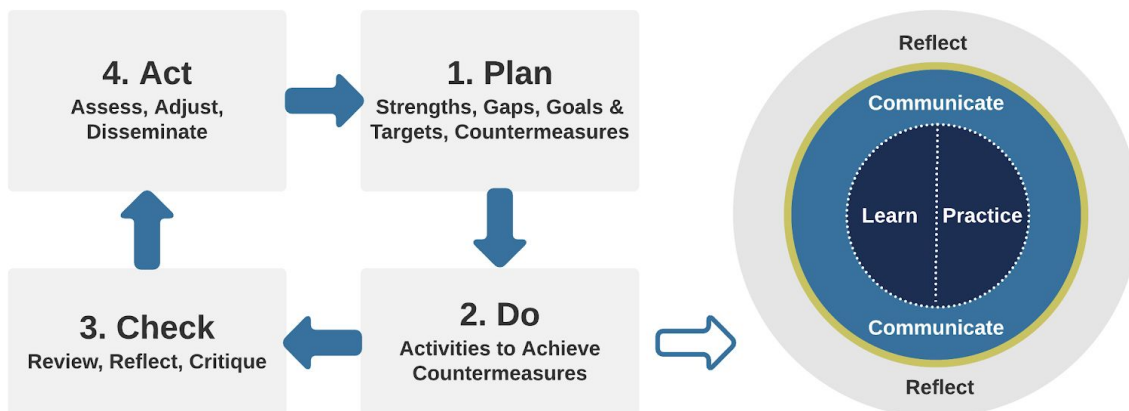 4. Act
Assess, Adjust,
Disseminate
1. Plan
Strengths, Gaps, Goals &
Targets, Countermeasures
3. Check
Review, Reflect, Critique
2. Do
Activities to Achieve
Countermeasures
Reflect
Communicate
Learn
Practice
Communicate
Reflect